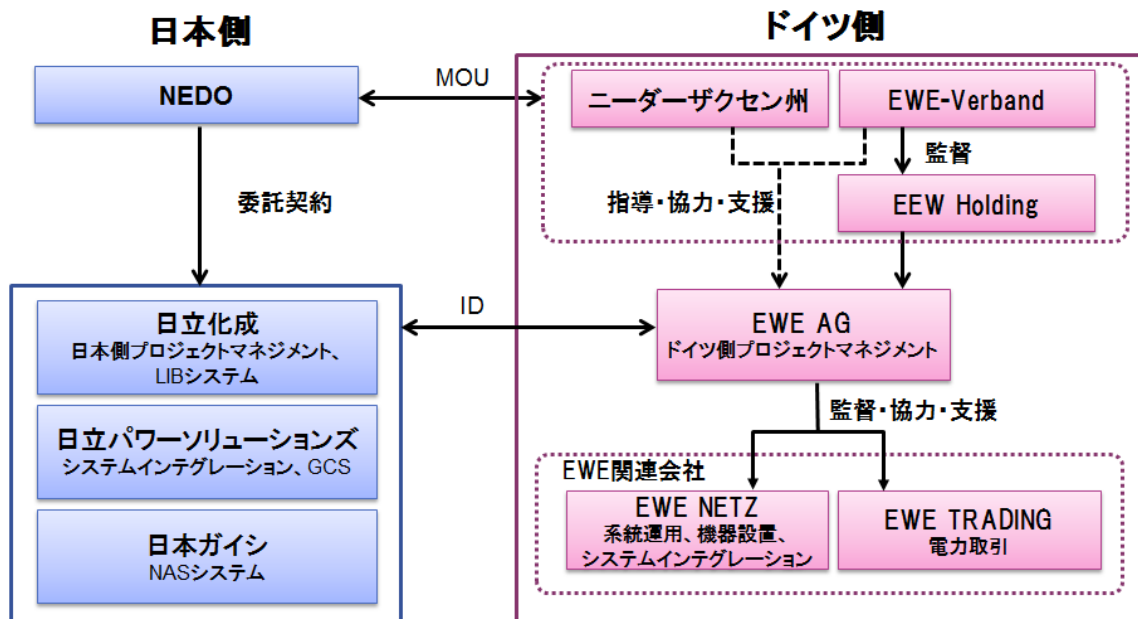 日本側
ドイツ側
NEDO
MOU
ニーダーザクセン州
EWE-Verband
監督
委託契約
指導・協力・支援
EEW Holding
日立化成
日本側プロジェクトマネジメント、
LIBシステム
ID
EWE AG
ドイツ側プロジェクトマネジメント
日立パワーソリューションズ
システムインテグレーション、GCS
監督・協力・支援
EWE関連会社
日本ガイシ
NASシステム
EWE NETZ
系統運用、機器設置、
システムインテグレーション
EWE TRADING
電力取引